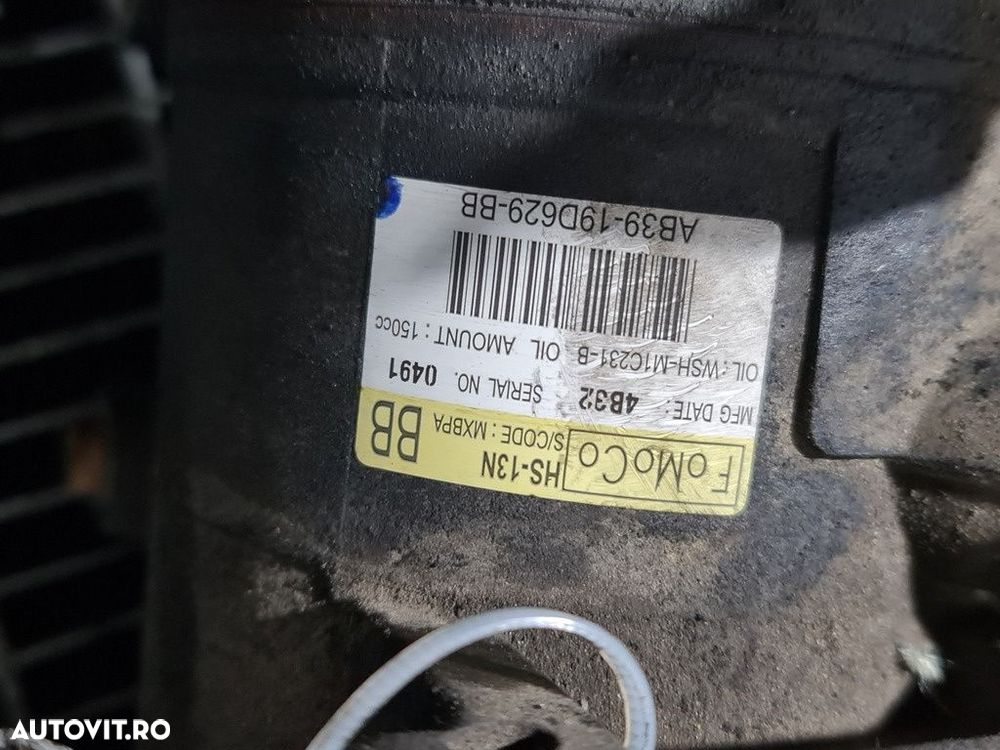 FoMoCo HS-13N BB
S/CODE : MXBPA
MFG DATE : 4B32 SERIAL NO. 0491
OIL : WSH-M1C231-B OIL AMOUNT : 150cc
AB39-19D629-BB
AUTOVIT.RO